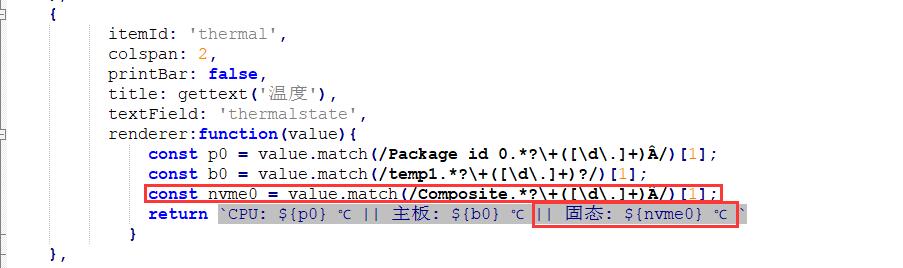 {
itemId: 'thermal',
colspan: 2,
printBar: false,
title: gettext('温度'),
textField: 'thermalstate',
renderer:function(value){
const p0 = value.match(/Package id 0.*?\+([\d\.]+)Â/)[1];
const b0 = value.match(/temp1.*?\+([\d\.]+)?/)[1];
const nvme0 = value.match(/Composite.*?\+([\d\.]+)Â/)[1];
return `CPU: ${p0} ℃ || 主板: ${b0} ℃ || 固态: ${nvme0} ℃ `
}
},